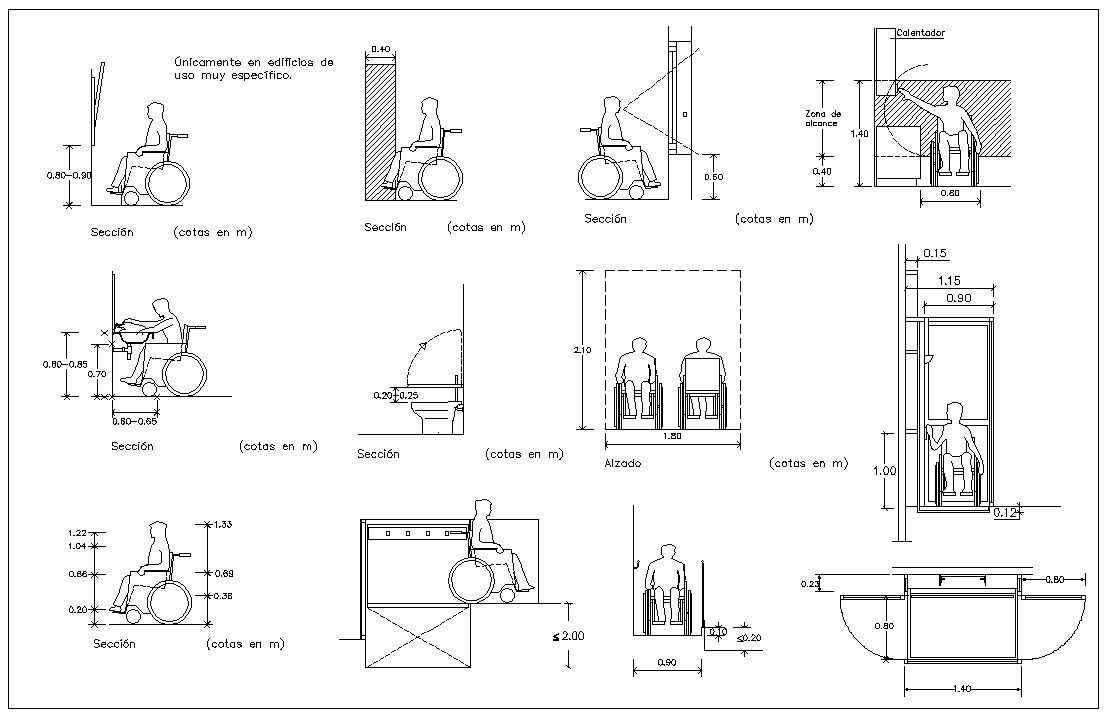 Únicamente en edificios de
uso muy específico.
0.80-0.90
Sección (cotas en m)
0.40
Sección (cotas en m)
0.60
Sección (cotas en m)
Calentador
Zona de
alcance
1.40
0.40
0.80
0.80-0.85
0.70
0.60-0.65
Sección (cotas en m)
0.20-0.25
Sección (cotas en m)
2.10
1.80
Alzado (cotas en m)
0.15
1.15
0.90
1.00
0.12
1.22
1.04
0.66
0.20
1.33
0.69
0.38
Sección (cotas en m)
≤ 2.00
0.10
≤0.20
0.90
0.23
0.80
0.80
1.40